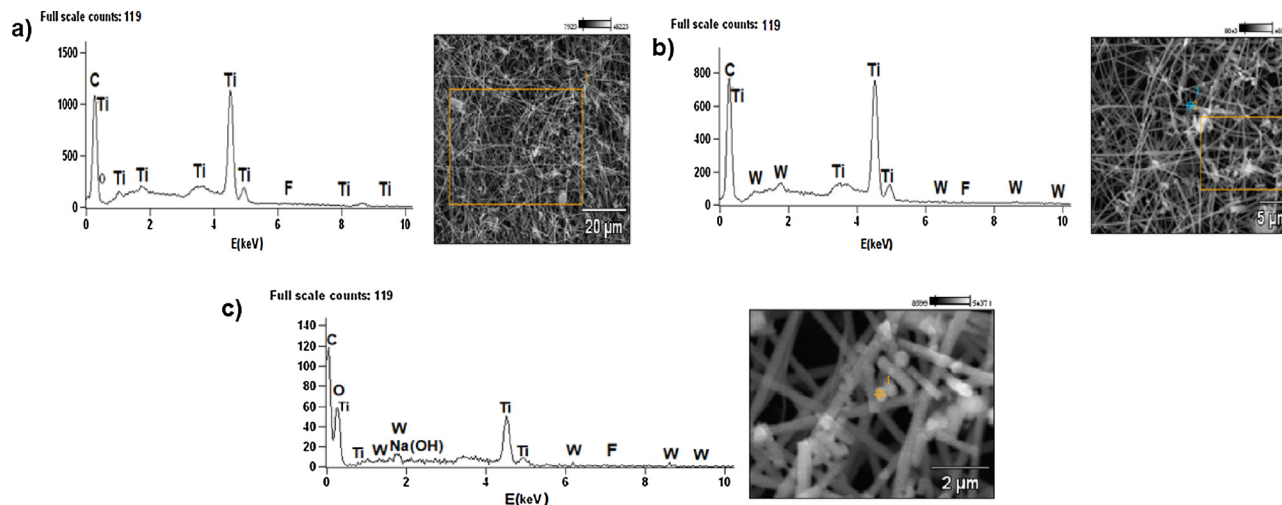 a)
Full scale counts: 119
1500
1000
500
0
C
Ti
O
Ti
Ti
Ti
Ti
Ti
F
Ti
Ti
0 2 4 6 8 10
E(keV)
20 µm
b)
Full scale counts: 119
800
600
400
200
0
C
Ti
W
W
Ti
Ti
Ti
W
F
W
W
0 2 4 6 8 10
E(keV)
5 µm
c)
Full scale counts: 119
140
120
100
80
60
40
20
0
C
O
Ti
Ti
W
W
Na(OH)
Ti
Ti
W
F
W
W
0 2 4 6 8 10
E(keV)
1
2 µm